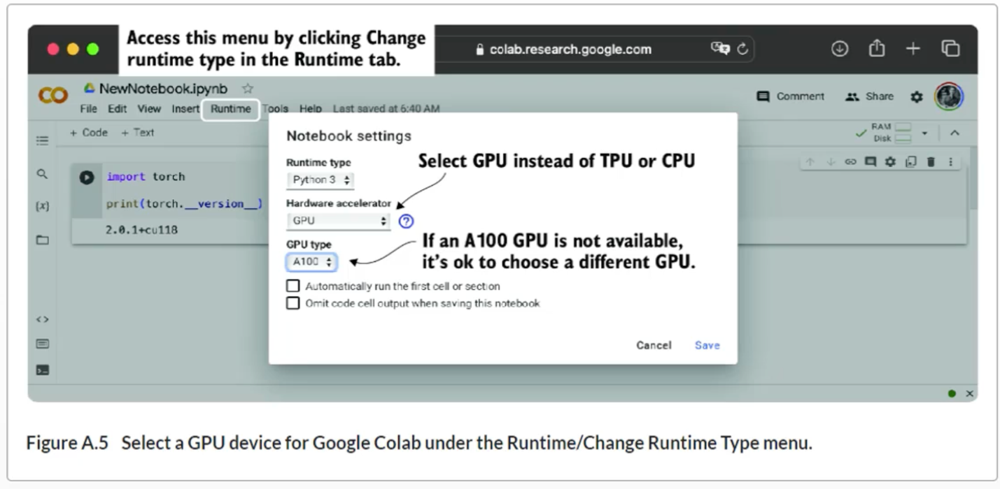 Access this menu by clicking Change
runtime type in the Runtime tab.
colab.research.google.com
NewNotebook.ipynb
File Edit View Insert Runtime Tools Help Last saved at 6:40 AM
Comment Share
+ Code + Text
RAM
Disk
import torch
print(torch.__version__)
2.0.1+cu118
Notebook settings
Runtime type
Python 3
Select GPU instead of TPU or CPU
Hardware accelerator
GPU
?
GPU type
A100
If an A100 GPU is not available,
it's ok to choose a different GPU.
Automatically run the first cell or section
Omit code cell output when saving this notebook
Cancel Save
Figure A.5 Select a GPU device for Google Colab under the Runtime/Change Runtime Type menu.